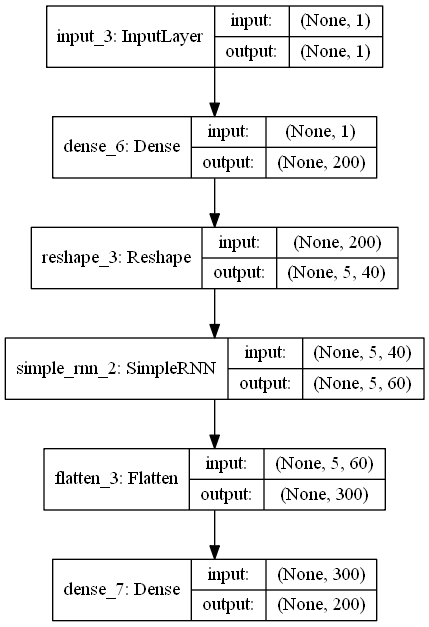 input_3: InputLayer
input: (None, 1)
output: (None, 1)
dense_6: Dense
input: (None, 1)
output: (None, 200)
reshape_3: Reshape
input: (None, 200)
output: (None, 5, 40)
simple_rnn_2: SimpleRNN
input: (None, 5, 40)
output: (None, 5, 60)
flatten_3: Flatten
input: (None, 5, 60)
output: (None, 300)
dense_7: Dense
input: (None, 300)
output: (None, 200)